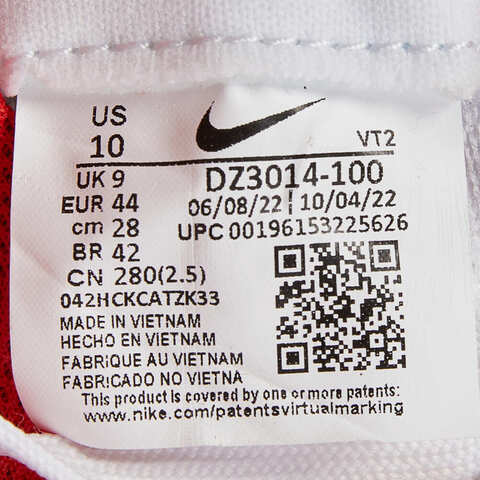 US
10
VT2
UK 9
DZ3014-100
EUR 44
06/08/22 | 10/04/22
cm 28
UPC 00196153225626
BR 42
CN 280(2.5)
042HCKCATZK33
MADE IN VIETNAM
HECHO EN VIETNAM
FABRIQUE AU VIETNAM
FABRICADO NO VIETNA
This product is covered by one or more patents:
www.nike.com/patentsvirtualmarking